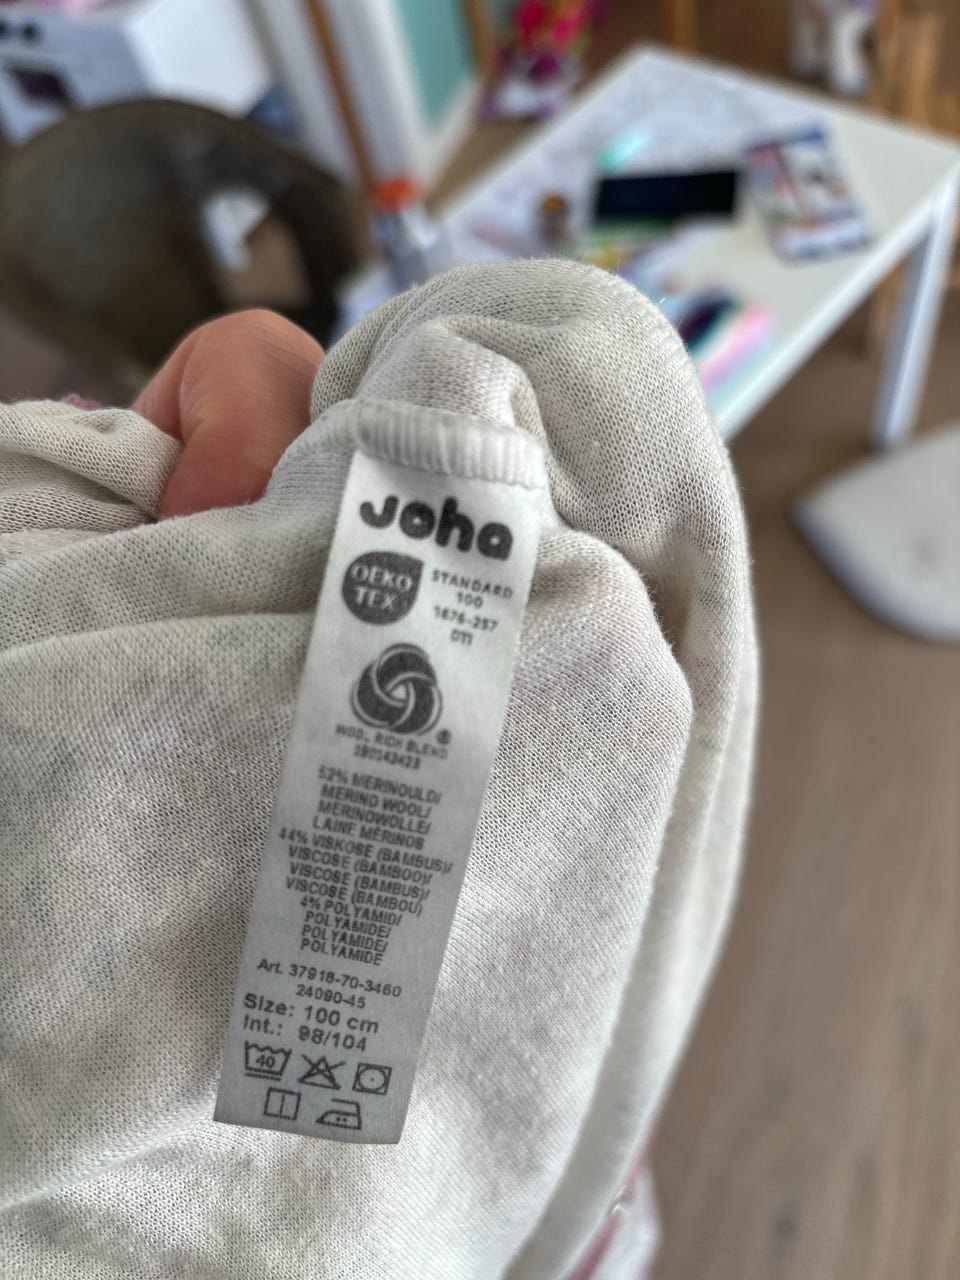 Joha
OEKO
TEX®
STANDARD
100
1676-257
DTI
WOOL RICH BLEND
®
52% MERINOULD/
MERINO WOOL/
MERINOWOLLE/
LAINE MÉRINOS
44% VISKOSE (BAMBUS)/
VISCOSE (BAMBOO)/
VISCOSE (BAMBUS)/
VISCOSE (BAMBOU)
4% POLYAMID/
POLYAMIDE/
POLYAMIDE/
POLYAMIDE
Art. 37918-70-3460
24090-45
Size: 100 cm
Int.: 98/104
40